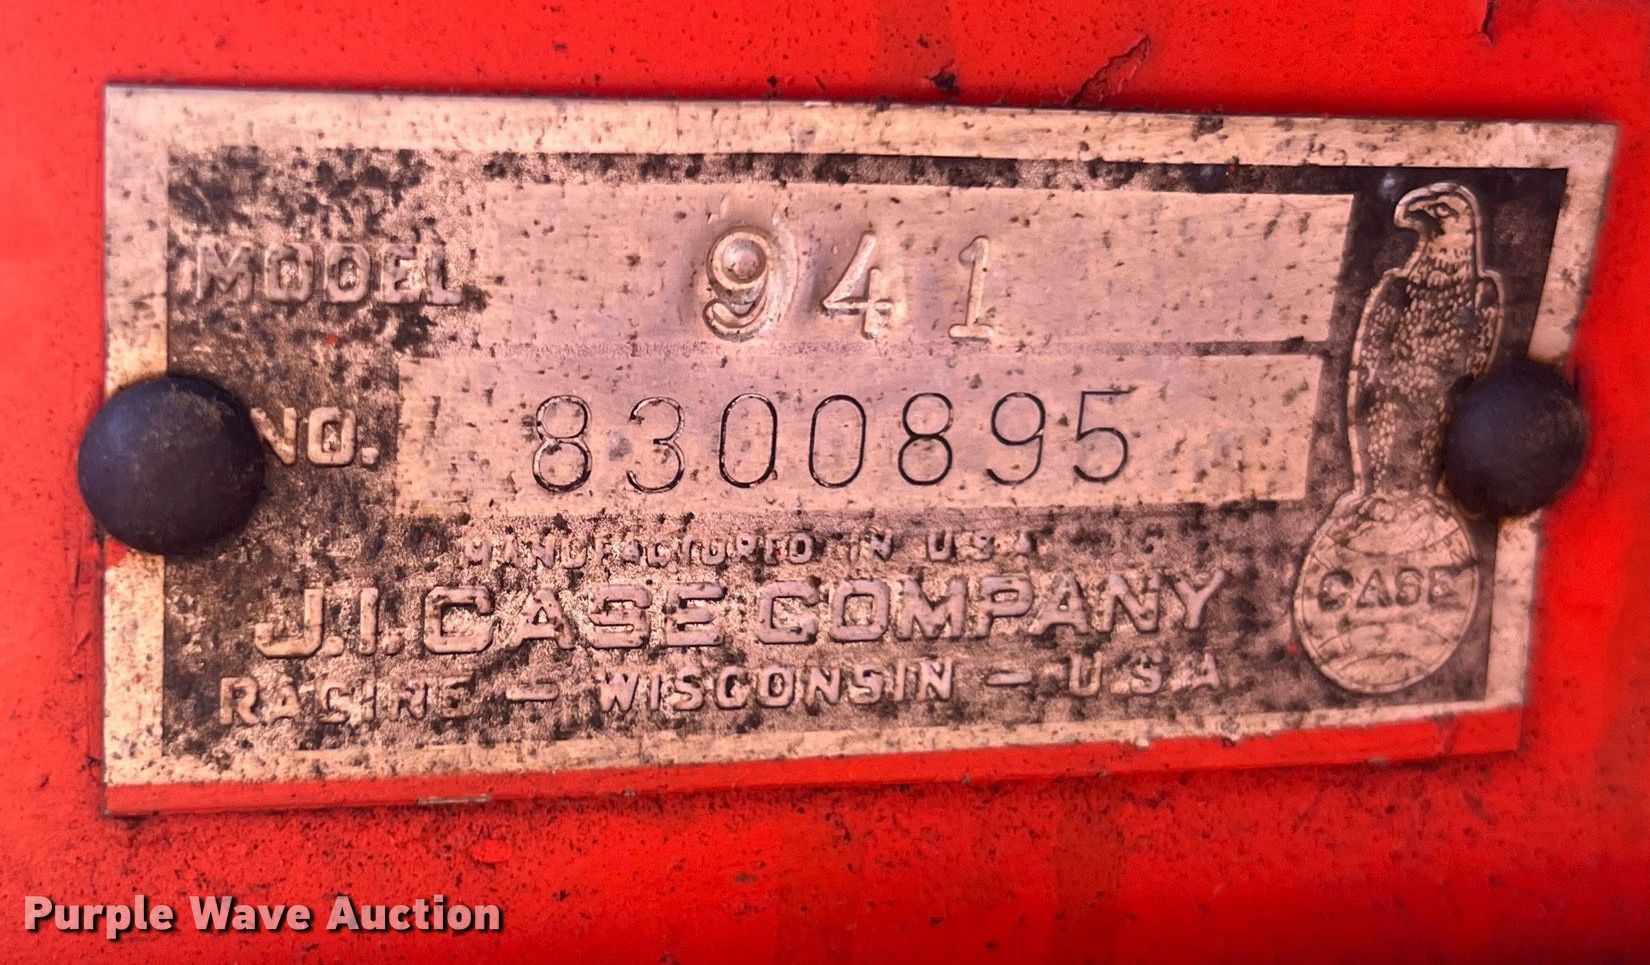 MODEL 941
NO. 8300895
MANUFACTURED IN U.S.A
J.I. CASE COMPANY
RACINE - WISCONSIN - U.S.A
CASE
Purple Wave Auction